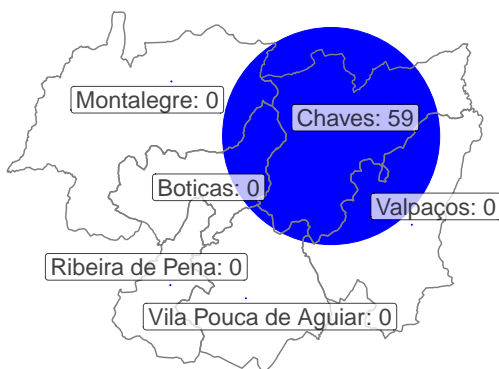 Montalegre: 0
Chaves: 59
Boticas: 0
Valpaços: 0
Ribeira de Pena: 0
Vila Pouca de Aguiar: 0